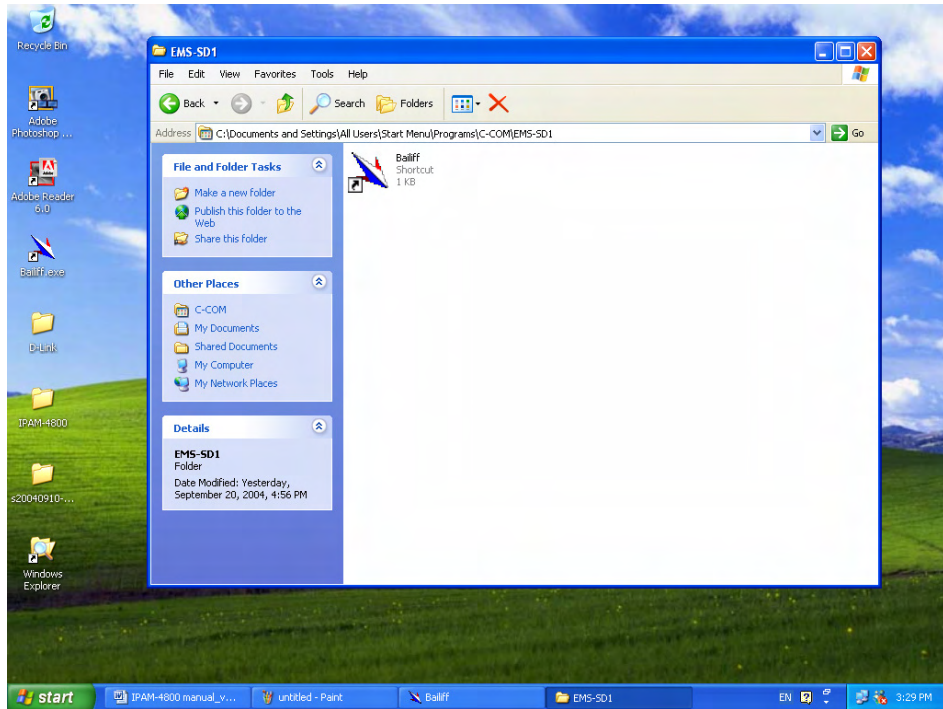 Recycle Bin
Adobe
Photoshop ...
Adobe Reader
6.0
Bailiff.exe
D-Link
IPAM-4800
s20040910-...
Windows
Explorer
EMS-SD1
File Edit View Favorites Tools Help
Back Search Folders
Address C:\Documents and Settings\All Users\Start Menu\Programs\C-COM\EMS-SD1 Go
File and Folder Tasks
Make a new folder
Publish this folder to the
Web
Share this folder
Other Places
C-COM
My Documents
Shared Documents
My Computer
My Network Places
Details
EMS-SD1
Folder
Date Modified: Yesterday,
September 20, 2004, 4:56 PM
Bailiff
Shortcut
1 KB
start IPAM-4800 manual_v... untitled - Paint Bailiff EMS-SD1 EN 3:29 PM